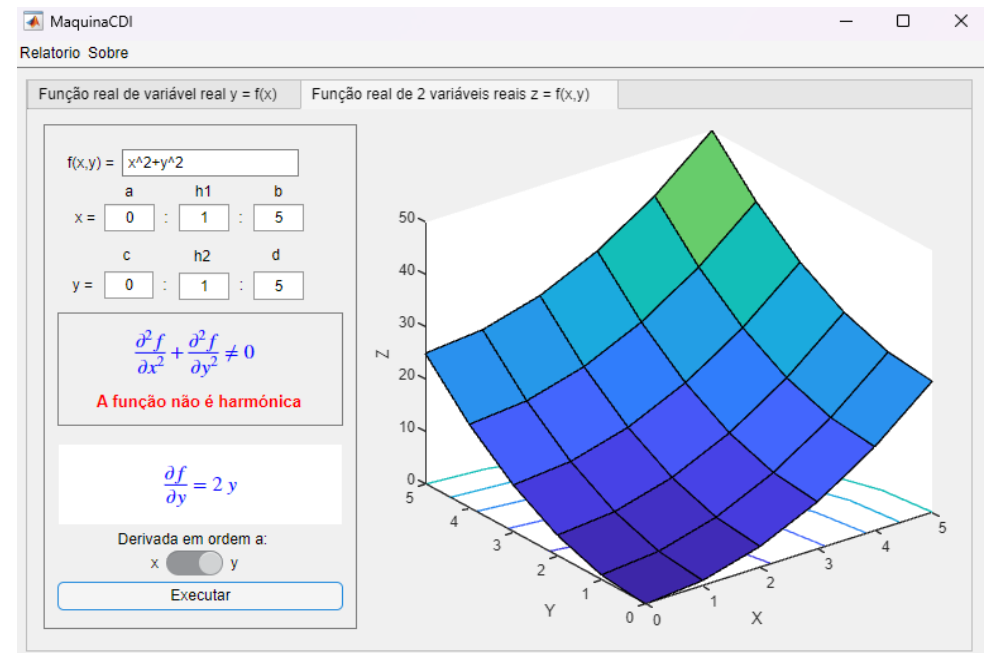 MaquinaCDI
Relatorio Sobre
Função real de variável real y = f(x)
Função real de 2 variáveis reais z = f(x,y)
f(x,y) = x^2+y^2
a h1 b
x = 0 : 1 : 5
c h2 d
y = 0 : 1 : 5
∂²f/∂x² + ∂²f/∂y² ≠ 0
A função não é harmónica
∂f/∂y = 2 y
Derivada em ordem a:
x y
Executar
50
40
30
20
10
0
Z
5
4
3
2
1
0
Y
0
1
2
3
4
5
X